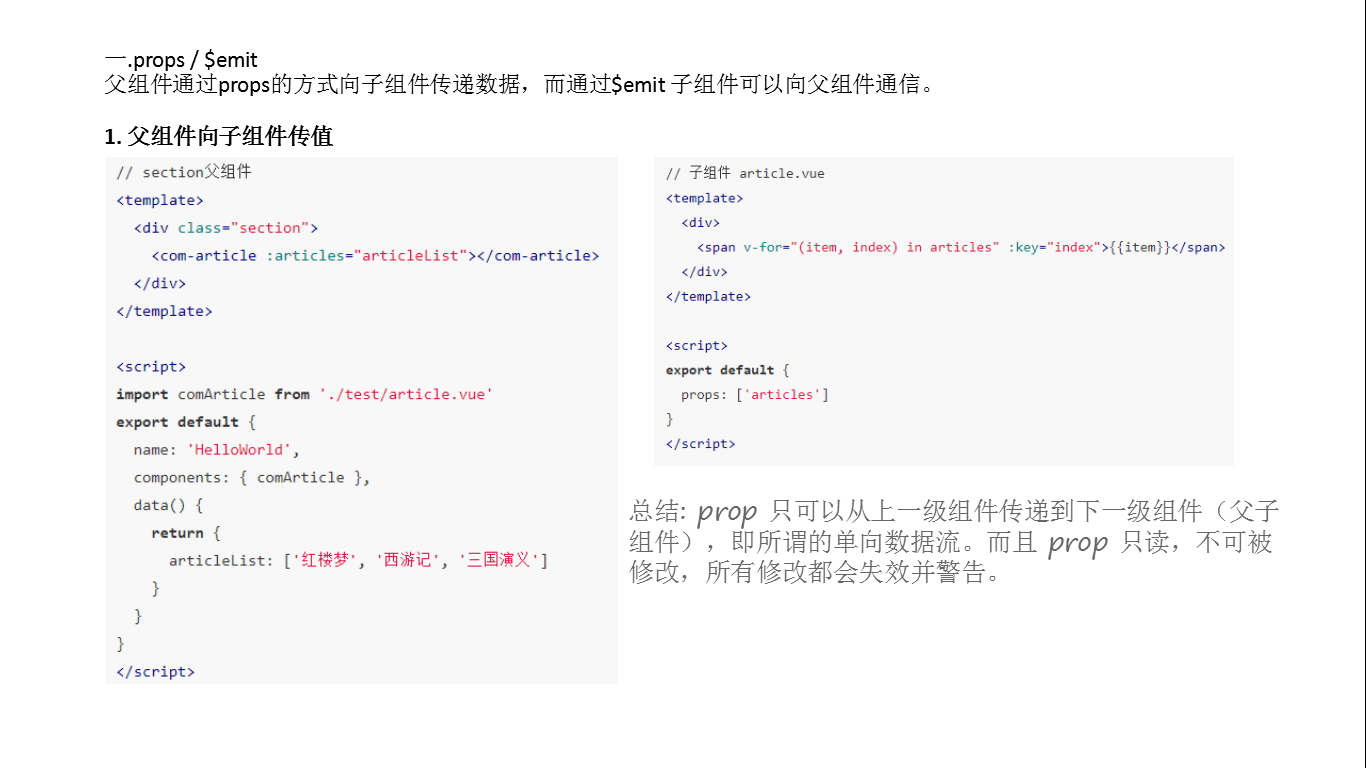 一.props / $emit
父组件通过props的方式向子组件传递数据，而通过$emit 子组件可以向父组件通信。
1. 父组件向子组件传值
// section父组件
<template>
  <div class="section">
    <com-article :articles="articleList"></com-article>
  </div>
</template>

<script>
import comArticle from './test/article.vue'
export default {
  name: 'HelloWorld',
  components: { comArticle },
  data() {
    return {
      articleList: ['红楼梦', '西游记', '三国演义']
    }
  }
}
</script>
// 子组件 article.vue
<template>
  <div>
    <span v-for="(item, index) in articles" :key="index">{{item}}</span>
  </div>
</template>

<script>
export default {
  props: ['articles']
}
</script>
总结: prop 只可以从上一级组件传递到下一级组件（父子
组件），即所谓的单向数据流。而且 prop 只读，不可被
修改，所有修改都会失效并警告。